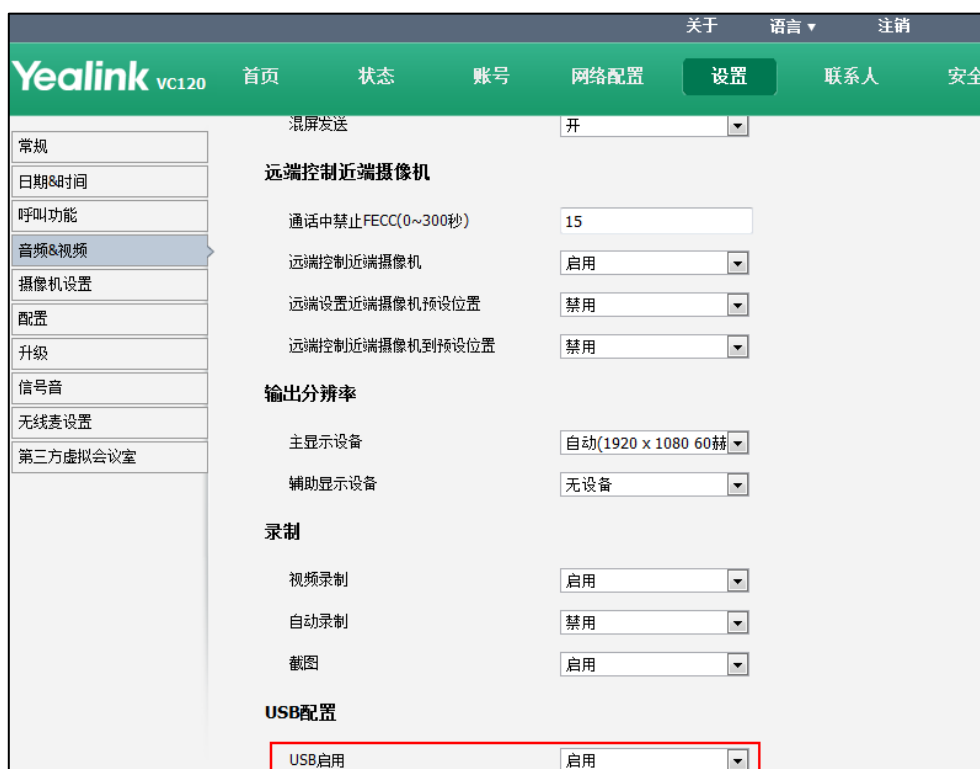 关于 语言▼ 注销
Yealink VC120 首页 状态 账号 网络配置 设置 联系人 安全
常规
日期&时间
呼叫功能
音频&视频
摄像机设置
配置
升级
信号音
无线麦设置
第三方虚拟会议室
混屏发送 开
远端控制近端摄像机
通话中禁止FECC(0~300秒) 15
远端控制近端摄像机 启用
远端设置近端摄像机预设位置 禁用
远端控制近端摄像机到预设位置 禁用
输出分辨率
主显示设备 自动(1920 x 1080 60赫
辅助显示设备 无设备
录制
视频录制 启用
自动录制 禁用
截图 启用
USB配置
USB启用 启用